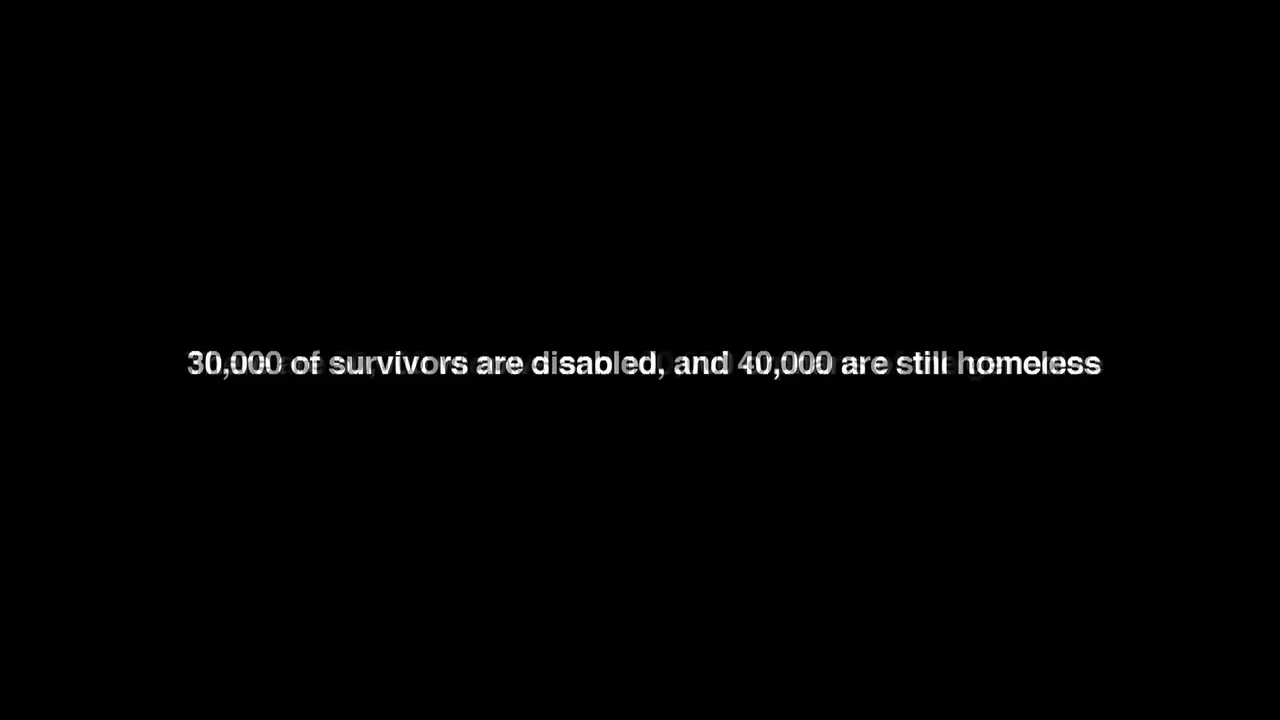 30,000 of survivors are disabled, and 40,000 are still homeless